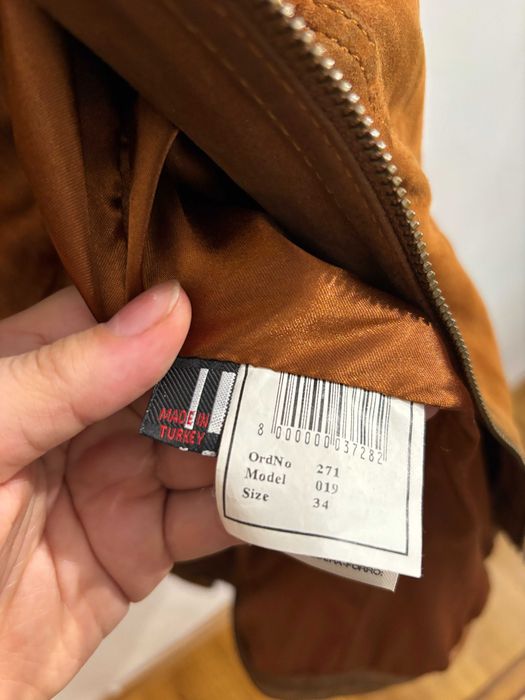 MADE IN
TURKEY
8 000000 037282
OrdNo 271
Model 019
Size 34